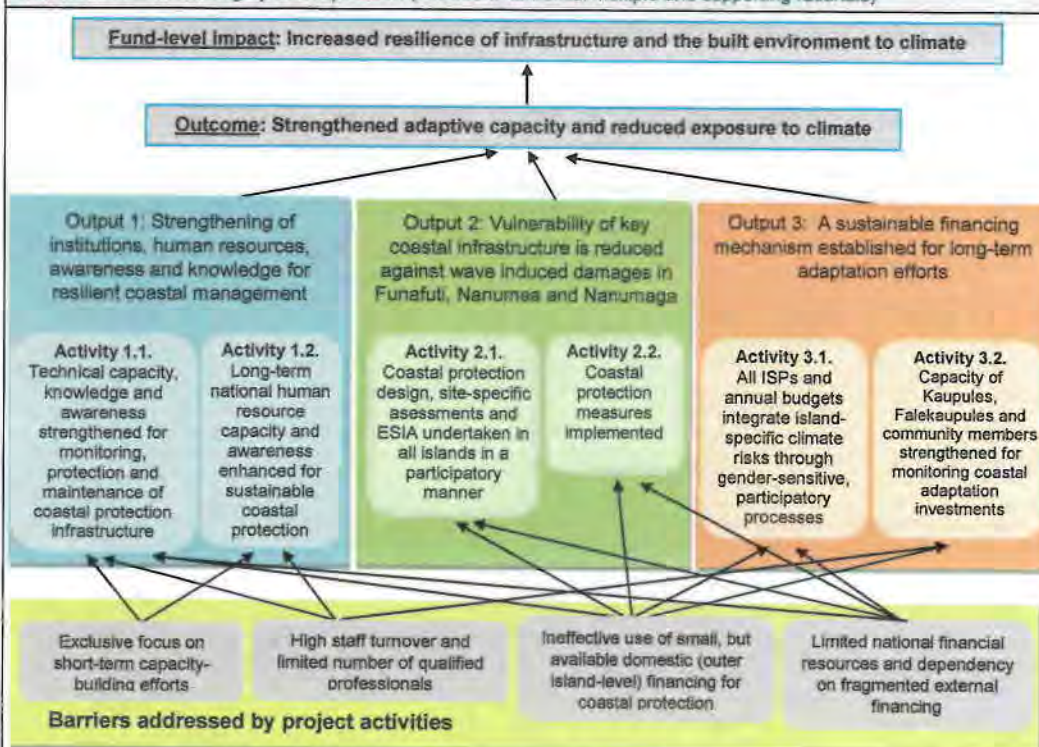 Fund-level Impact: Increased resilience of infrastructure and the built environment to climate
Outcome: Strengthened adaptive capacity and reduced exposure to climate
Output 1: Strengthening of
institutions, human resources,
awareness and knowledge for
resilient coastal management
Activity 1.1.
Technical capacity,
knowledge and
awareness
strengthened for
monitoring,
protection and
maintenance of
coastal protection
infrastructure
Activity 1.2.
Long-term
national human
resource
capacity and
awareness
enhanced for
sustainable
coastal
protection
Output 2: Vulnerability of key
coastal infrastructure is reduced
against wave induced damages in
Funafuti, Nanumea and Nanumaga
Activity 2.1.
Coastal protection
design, site-specific
asessments and
ESIA undertaken in
all islands in a
participatory
manner
Activity 2.2.
Coastal
protection
measures
implemented
Output 3: A sustainable financing
mechanism established for long-term
adaptation efforts
Activity 3.1.
All ISPs and
annual budgets
integrate island-
specific climate
risks through
gender-sensitive,
participatory
processes
Activity 3.2.
Capacity of
Kaupules,
Falekaupules and
community members
strengthened for
monitoring coastal
adaptation
investments
Exclusive focus on
short-term capacity-
building efforts
High staff turnover and
limited number of qualified
professionals
Ineffective use of small, but
available domestic (outer
island-level) financing for
coastal protection
Limited national financial
resources and dependency
on fragmented external
financing
Barriers addressed by project activities